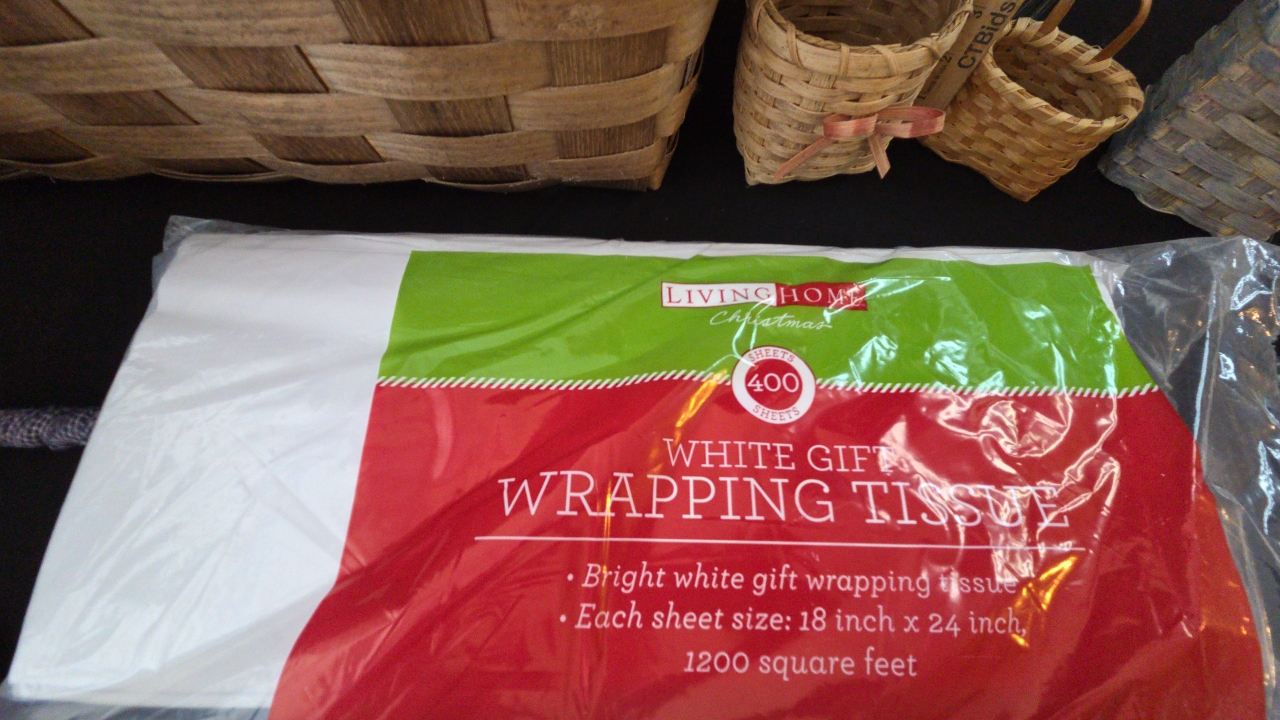 CTBids
LIVING HOME
Christmas
SHEETS
400
SHEETS
WHITE GIFT
WRAPPING TISSUE
• Bright white gift wrapping tissue
• Each sheet size: 18 inch x 24 inch,
1200 square feet